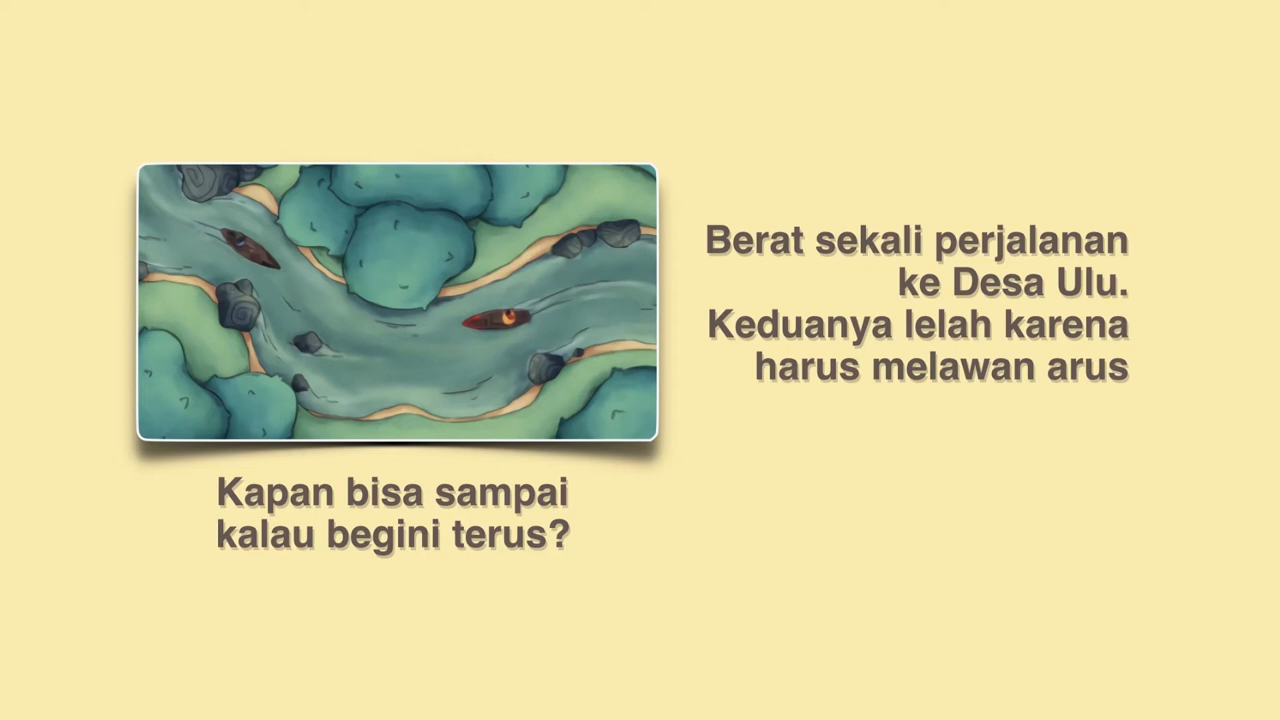 Berat sekali perjalanan
ke Desa Ulu.
Keduanya lelah karena
harus melawan arus
Kapan bisa sampai
kalau begini terus?